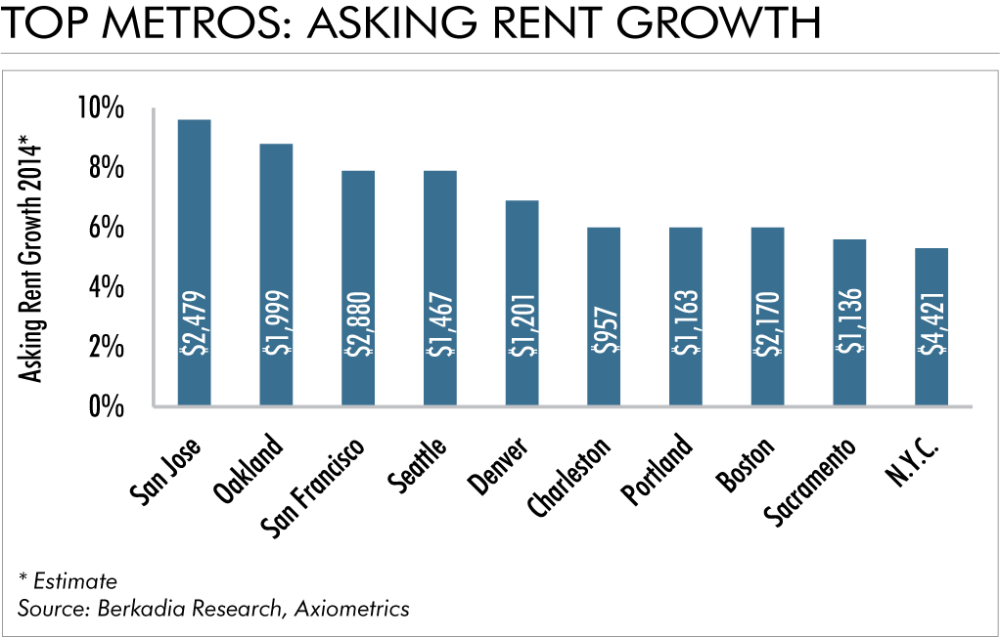 TOP METROS: ASKING RENT GROWTH
Asking Rent Growth 2014*
10%
8%
6%
4%
2%
0%
$2,479
$1,999
$2,880
$1,467
$1,201
$957
$1,163
$2,170
$1,136
$4,421
San Jose
Oakland
San Francisco
Seattle
Denver
Charleston
Portland
Boston
Sacramento
N.Y.C.
* Estimate
Source: Berkadia Research, Axiometrics